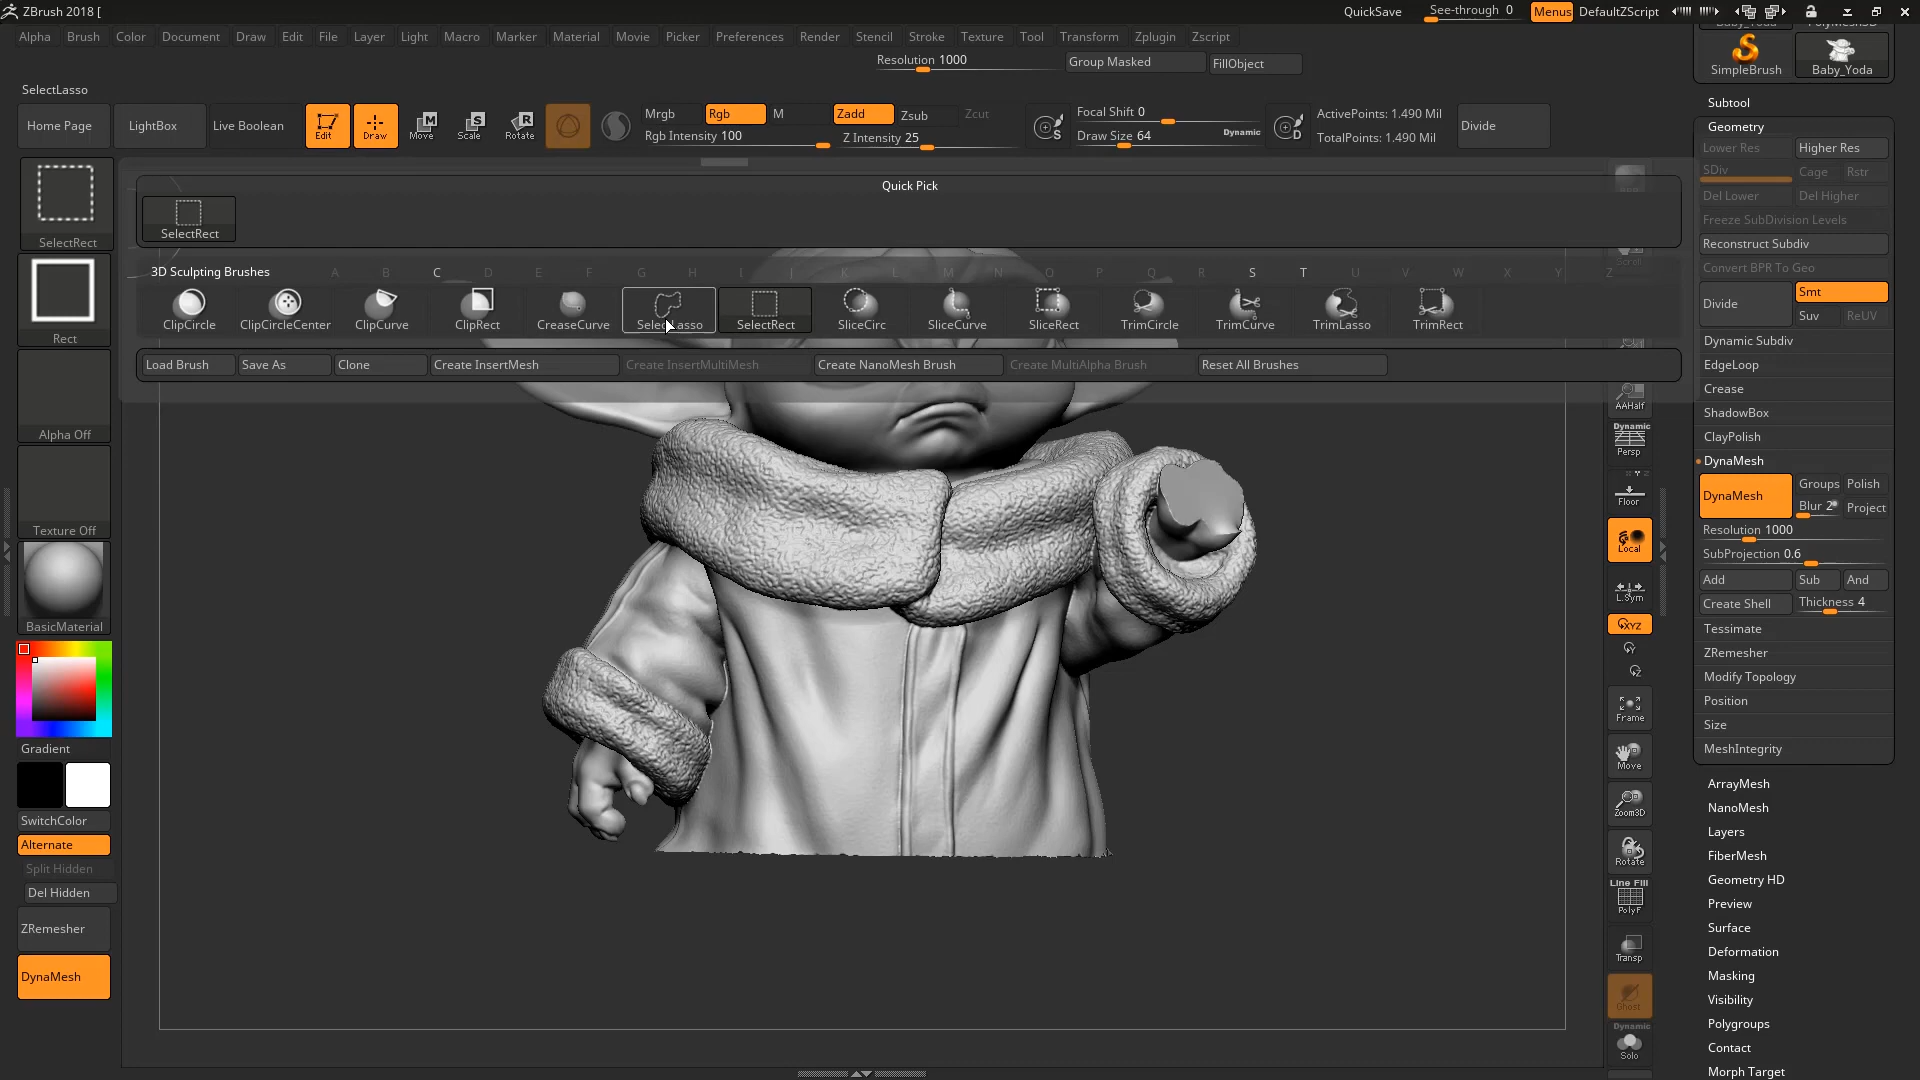 ZBrush 2018 [
QuickSave See-through 0 Menus DefaultZScript
Alpha Brush Color Document Draw Edit File Layer Light Macro Marker Material Movie Picker Preferences Render Stencil Stroke Texture Tool Transform Zplugin Zscript
Resolution 1000 Group Masked FillObject
SelectLasso
Home Page LightBox Live Boolean Edit Draw Move Scale Rotate
Mrgb Rgb M Zadd Zsub Zcut
Rgb Intensity 100 Z Intensity 25
Focal Shift 0
Draw Size 64 Dynamic
ActivePoints: 1.490 Mil
TotalPoints: 1.490 Mil
Divide
SelectRect
Rect
Alpha Off
Texture Off
BasicMaterial
Gradient
SwitchColor
Alternate
Split Hidden
Del Hidden
ZRemesher
DynaMesh
Quick Pick
SelectRect
3D Sculpting Brushes A B C D E F G H I J K L M N O P Q R S T U V W X Y Z
ClipCircle ClipCircleCenter ClipCurve ClipRect CreaseCurve SelectLasso SelectRect SliceCirc SliceCurve SliceRect TrimCircle TrimCurve TrimLasso TrimRect
Load Brush Save As Clone Create InsertMesh Create InsertMultiMesh Create NanoMesh Brush Create MultiAlpha Brush Reset All Brushes
Scroll
AAHalf
Dynamic
Persp
Floor
Local
L.Sym
XYZ
Frame
Move
Zoom3D
Rotate
Line Fill
PolyF
Transp
Ghost
Dynamic
Solo
Baby_Yoda PolyMesh3D
SimpleBrush Baby_Yoda
Subtool
Geometry
Lower Res Higher Res
SDiv Cage Rstr
Del Lower Del Higher
Freeze SubDivision Levels
Reconstruct Subdiv
Convert BPR To Geo
Divide Smt
Suv ReUV
Dynamic Subdiv
EdgeLoop
Crease
ShadowBox
ClayPolish
DynaMesh
DynaMesh Groups Polish
Blur 2 Project
Resolution 1000
SubProjection 0.6
Add Sub And
Create Shell Thickness 4
Tessimate
ZRemesher
Modify Topology
Position
Size
MeshIntegrity
ArrayMesh
NanoMesh
Layers
FiberMesh
Geometry HD
Preview
Surface
Deformation
Masking
Visibility
Polygroups
Contact
Morph Target